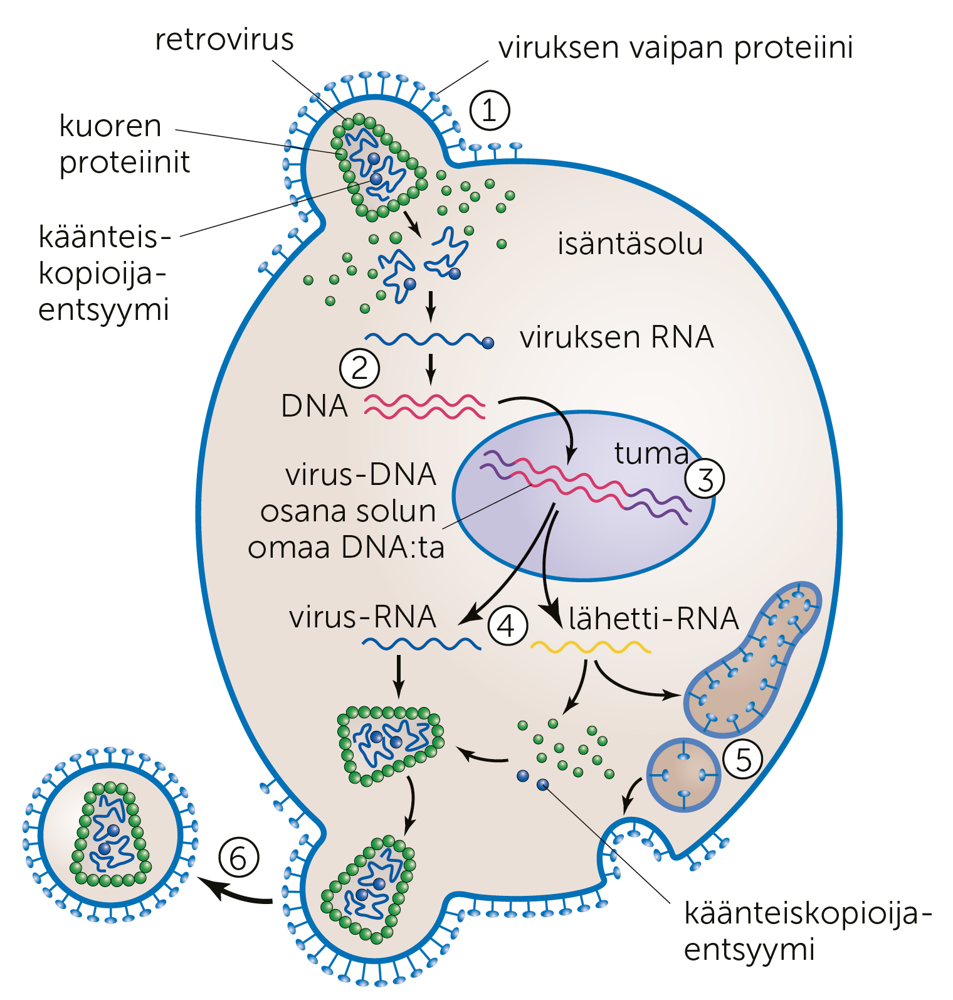 retrovirus
viruksen vaipan proteiini
1
kuoren
proteiinit
käänteis-
kopioija-
entsyymi
isäntäsolu
viruksen RNA
2
DNA
tuma
3
virus-DNA
osana solun
omaa DNA:ta
virus-RNA
4
lähetti-RNA
5
6
käänteiskopioija-
entsyymi